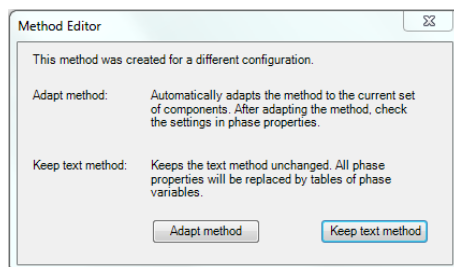 Method Editor
This method was created for a different configuration.
Adapt method: Automatically adapts the method to the current set
of components. After adapting the method, check
the settings in phase properties.
Keep text method: Keeps the text method unchanged. All phase
properties will be replaced by tables of phase
variables.
Adapt method Keep text method